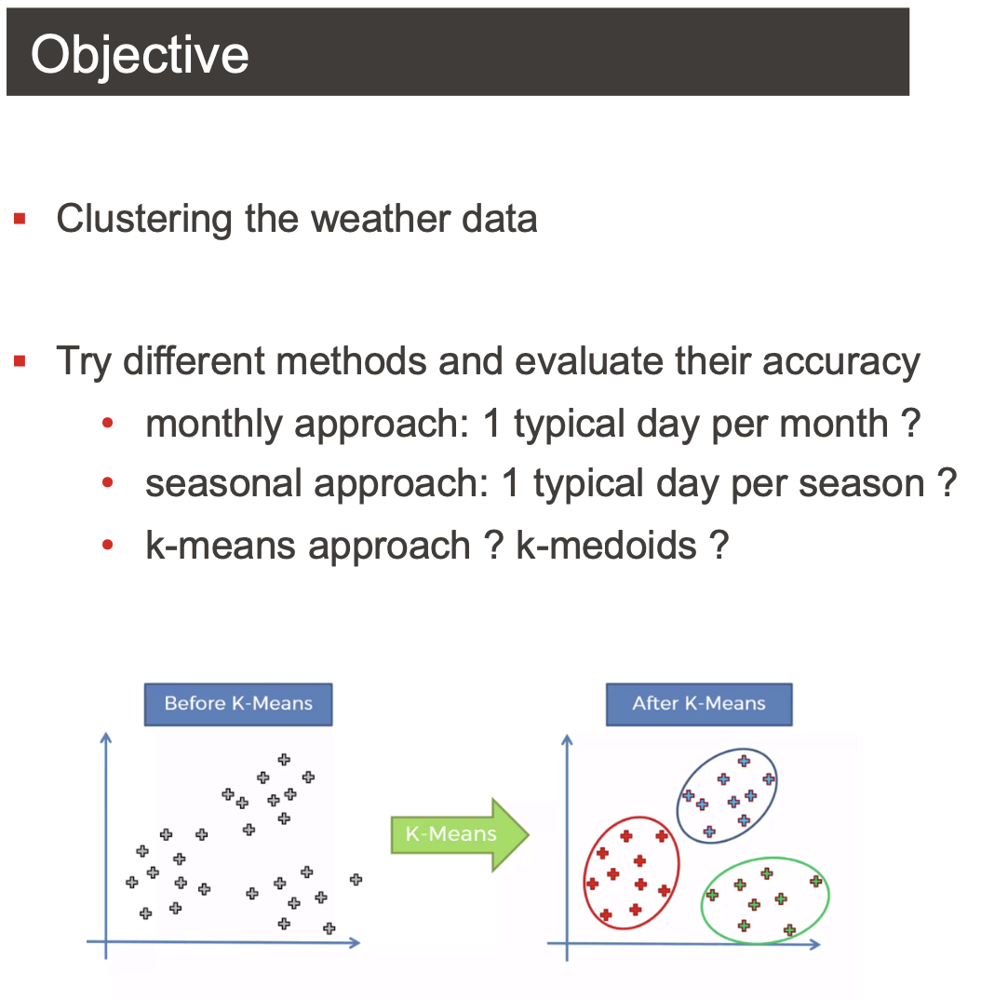 Objective
Clustering the weather data
Try different methods and evaluate their accuracy
monthly approach: 1 typical day per month ?
seasonal approach: 1 typical day per season ?
k-means approach ? k-medoids ?
Before K-Means
K-Means
After K-Means